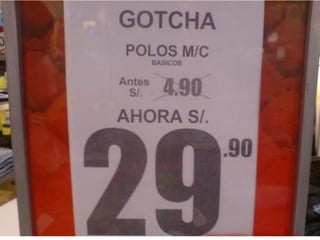 GOTCHA
POLOS M/C
BASICOS
Antes S/. 4.90
AHORA S/.
29.90